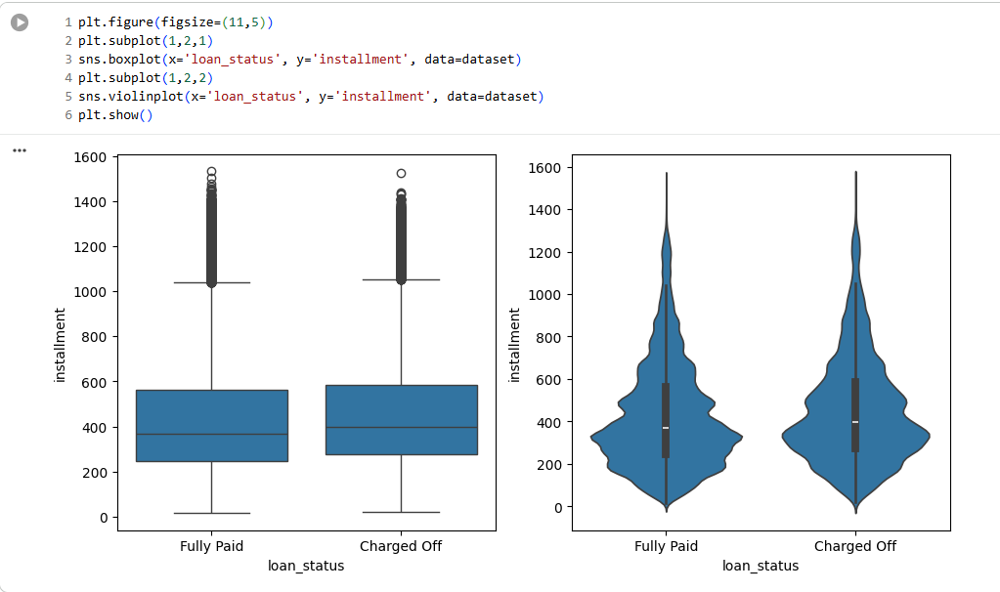 1 plt.figure(figsize=(11,5))
2 plt.subplot(1,2,1)
3 sns.boxplot(x='loan_status', y='installment', data=dataset)
4 plt.subplot(1,2,2)
5 sns.violinplot(x='loan_status', y='installment', data=dataset)
6 plt.show()
1600
1400
1200
1000
800
600
400
200
0
installment
Fully Paid
Charged Off
loan_status
1600
1400
1200
1000
800
600
400
200
0
installment
Fully Paid
Charged Off
loan_status